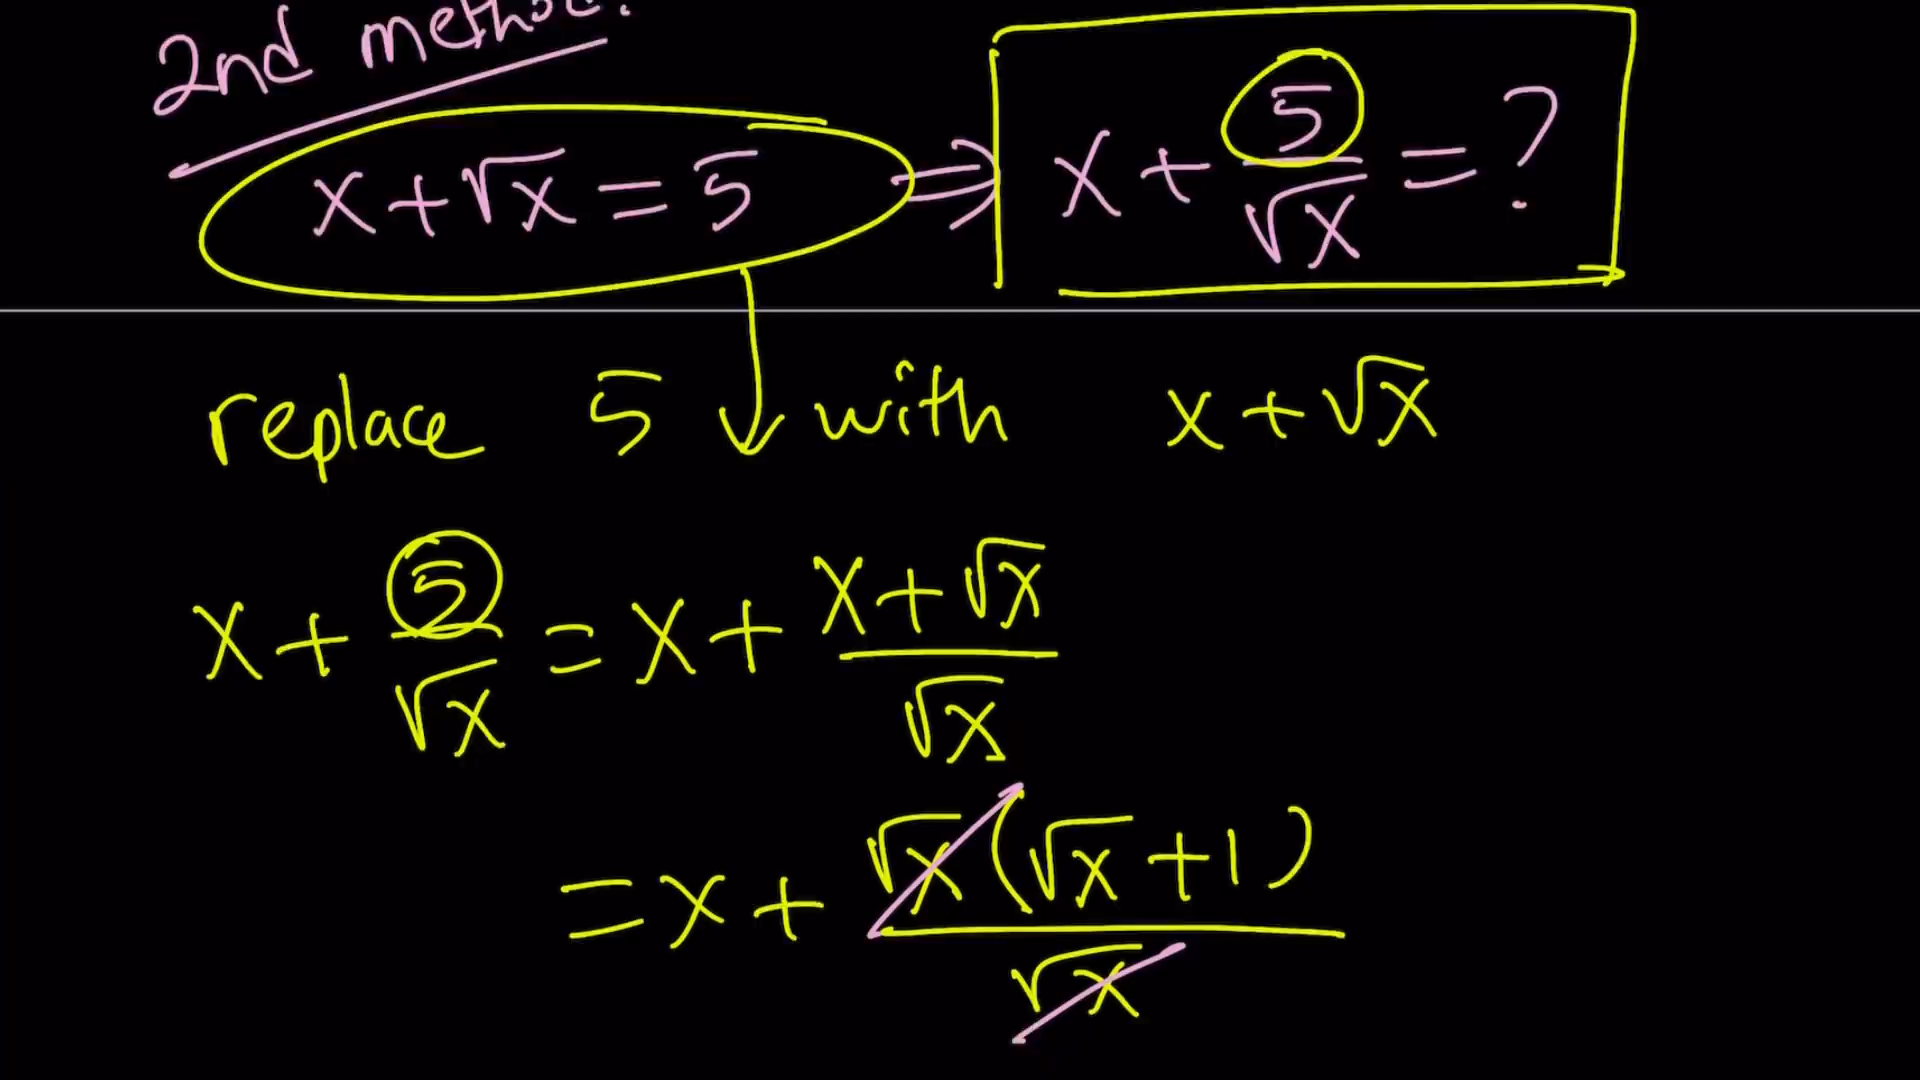 2nd method:
x+√x=5 ⇒ x+5/√x=?
replace 5 ↓ with x+√x
x+5/√x=x+(x+√x)/√x
=x+√x(√x+1)/√x